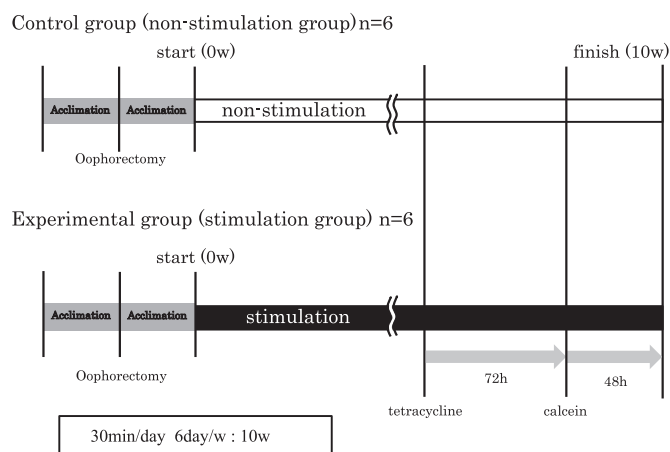 Control group (non-stimulation group)n=6
start (0w)
finish (10w)
Acclimation Acclimation non-stimulation
Oophorectomy
Experimental group (stimulation group) n=6
start (0w)
Acclimation Acclimation stimulation
Oophorectomy
72h 48h
tetracycline calcein
30min/day 6day/w : 10w